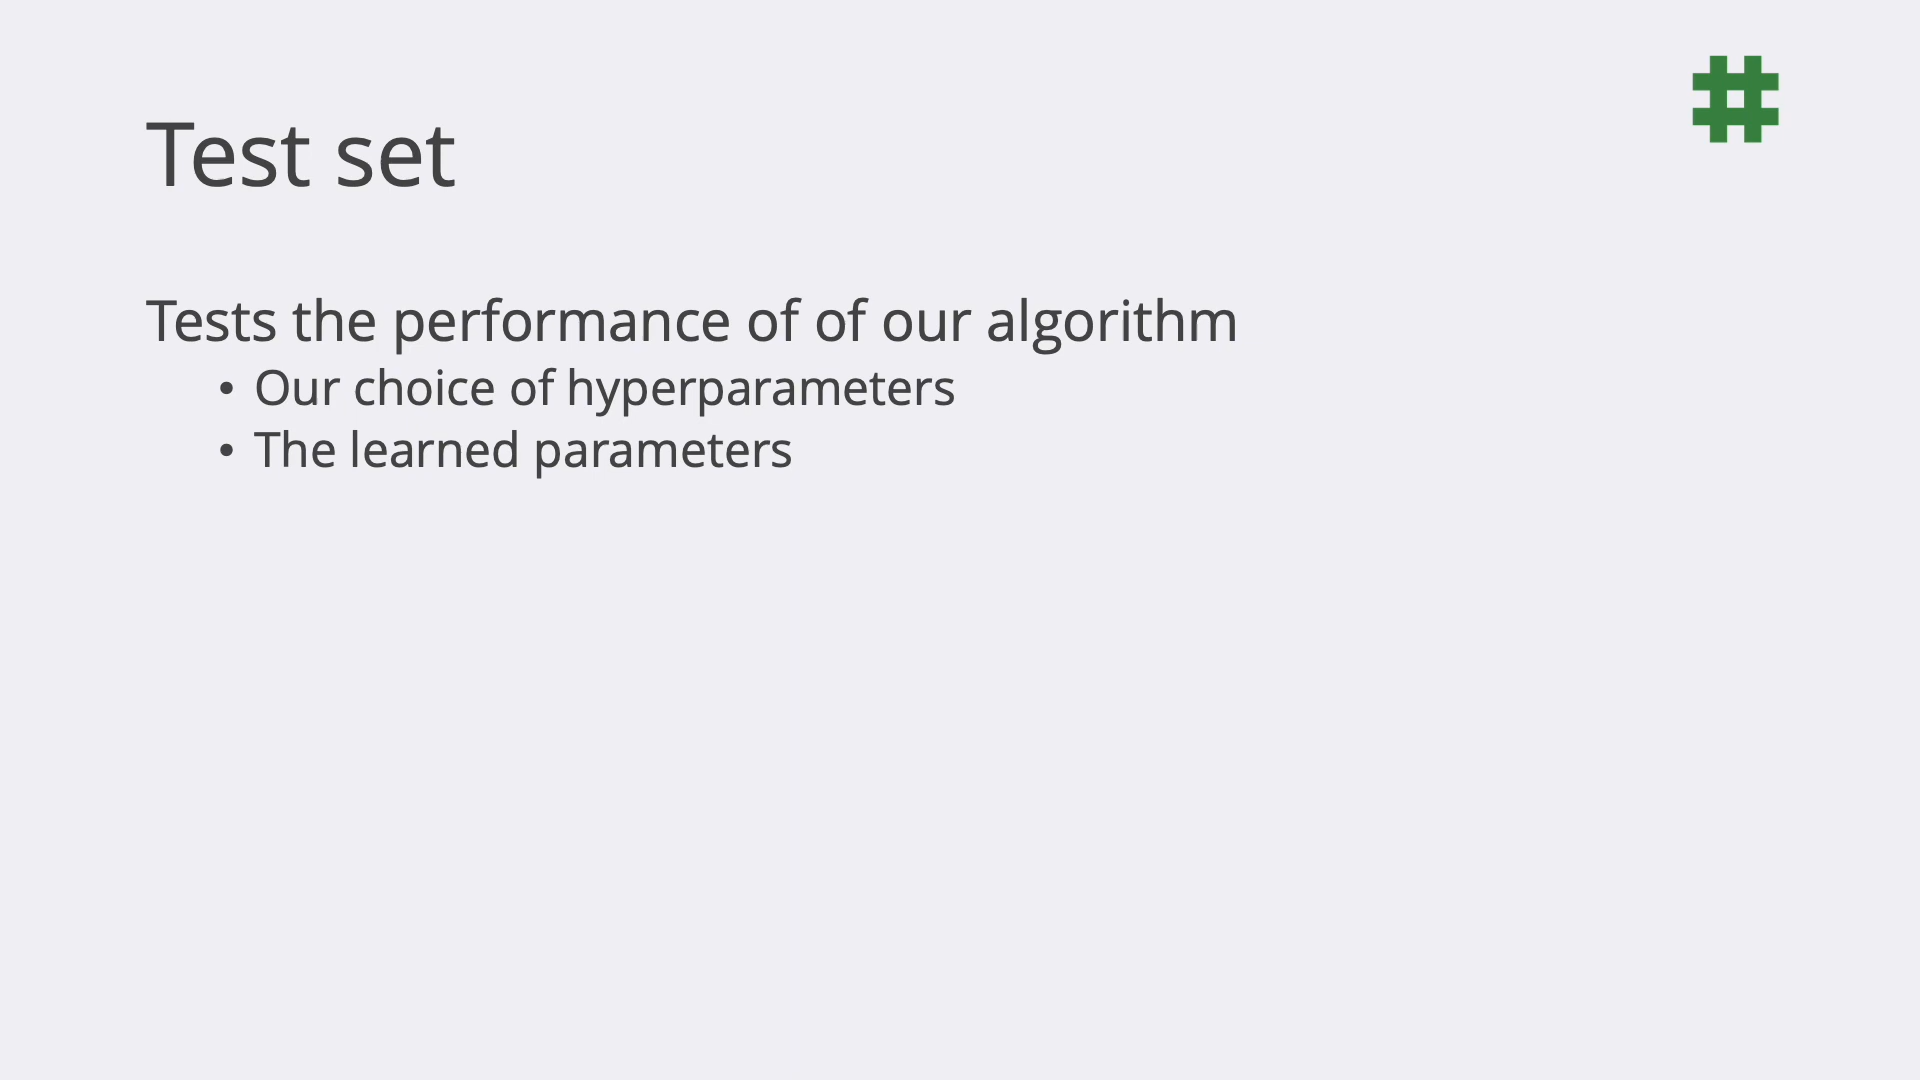 Test set
Tests the performance of of our algorithm
• Our choice of hyperparameters
• The learned parameters